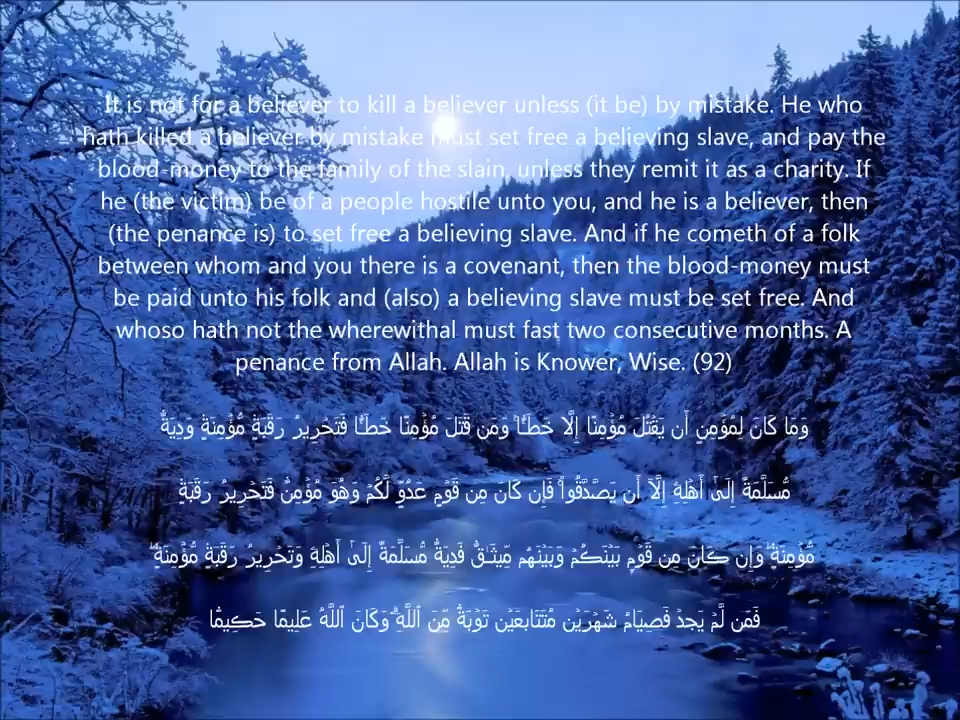 It is not for a believer to kill a believer unless (it be) by mistake. He who
hath killed a believer by mistake must set free a believing slave, and pay the
blood-money to the family of the slain, unless they remit it as a charity. If
he (the victim) be of a people hostile unto you, and he is a believer, then
(the penance is) to set free a believing slave. And if he cometh of a folk
between whom and you there is a covenant, then the blood-money must
be paid unto his folk and (also) a believing slave must be set free. And
whoso hath not the wherewithal must fast two consecutive months. A
penance from Allah. Allah is Knower, Wise. (92)
وَمَا كَانَ لِمُؤْمِنٍ أَن يَقْتُلَ مُؤْمِنًا إِلَّا خَطَـًٔا ۚ وَمَن قَتَلَ مُؤْمِنًا خَطَـًٔا فَتَحْرِيرُ رَقَبَةٍ مُّؤْمِنَةٍ وَدِيَةٌ
مُّسَلَّمَةٌ إِلَىٰٓ أَهْلِهِۦٓ إِلَّآ أَن يَصَّدَّقُوا۟ ۚ فَإِن كَانَ مِن قَوْمٍ عَدُوٍّ لَّكُمْ وَهُوَ مُؤْمِنٌ فَتَحْرِيرُ رَقَبَةٍ
مُّؤْمِنَةٍ ۖ وَإِن كَانَ مِن قَوْمٍۭ بَيْنَكُمْ وَبَيْنَهُم مِّيثَـٰقٌ فَدِيَةٌ مُّسَلَّمَةٌ إِلَىٰٓ أَهْلِهِۦ وَتَحْرِيرُ رَقَبَةٍ مُّؤْمِنَةٍ ۖ
فَمَن لَّمْ يَجِدْ فَصِيَامُ شَهْرَيْنِ مُتَتَابِعَيْنِ تَوْبَةً مِّنَ ٱللَّهِ ۗ وَكَانَ ٱللَّهُ عَلِيمًا حَكِيمًا